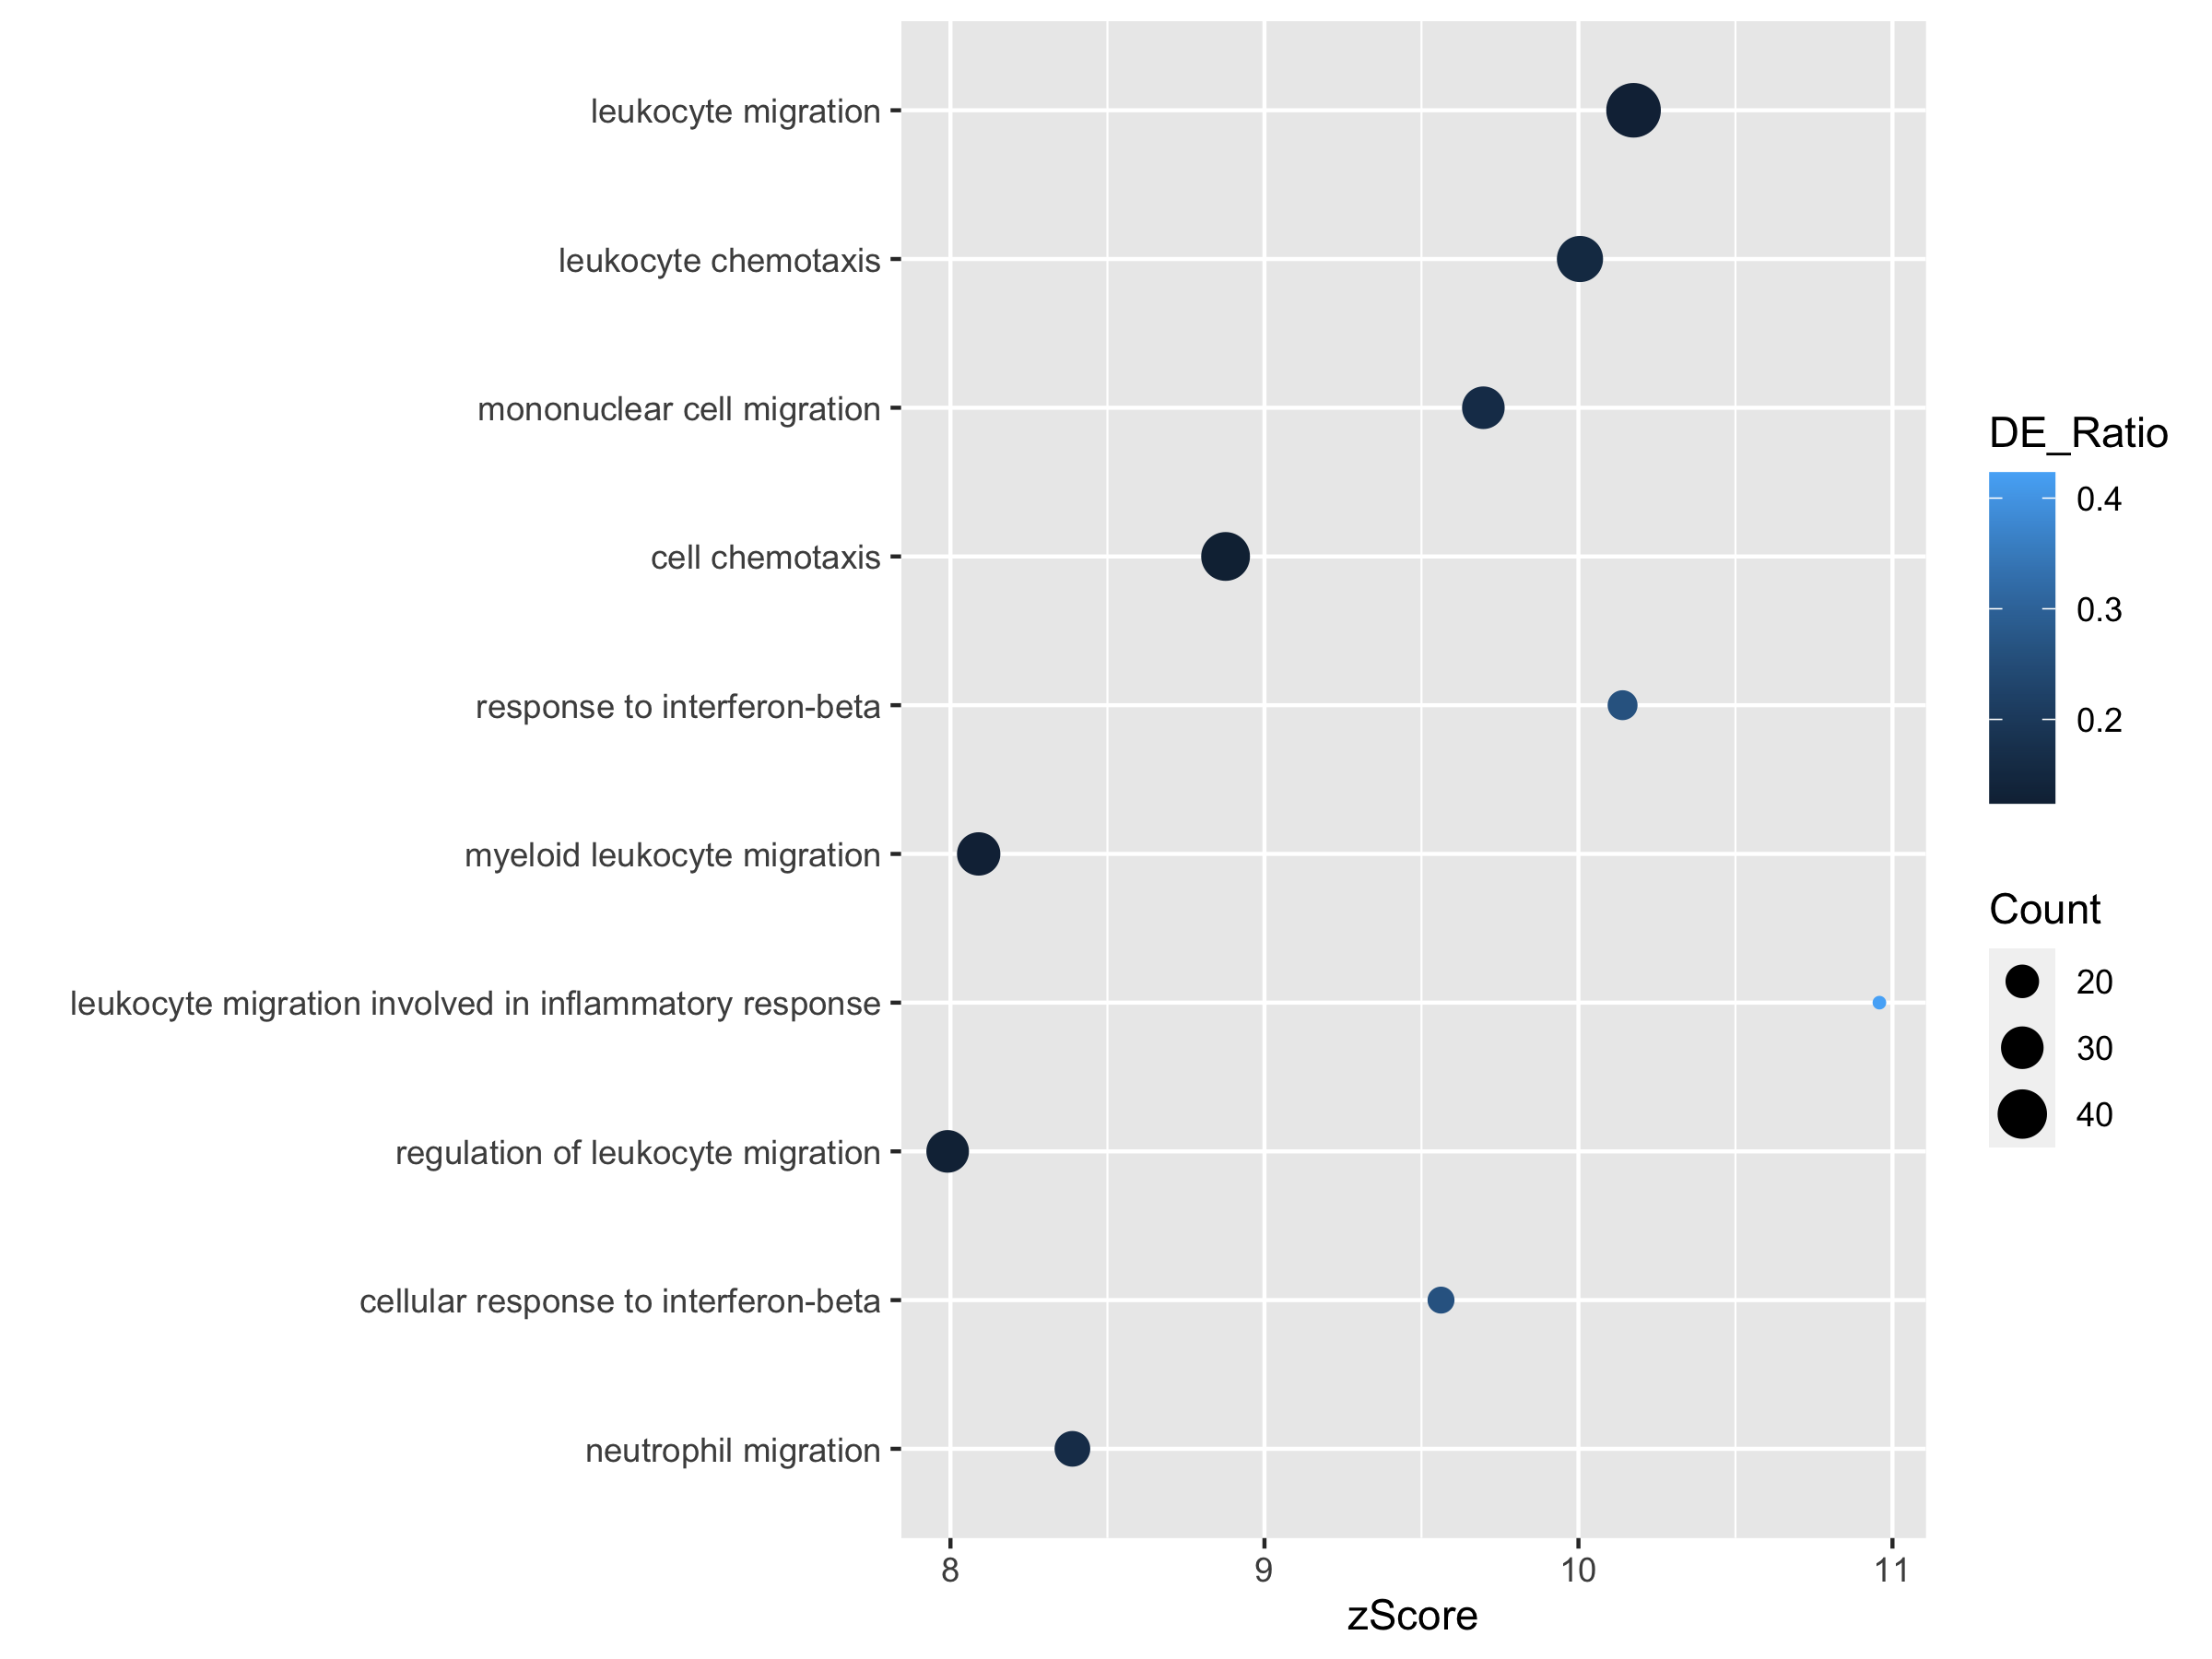 leukocyte migration
leukocyte chemotaxis
mononuclear cell migration
cell chemotaxis
response to interferon-beta
myeloid leukocyte migration
leukocyte migration involved in inflammatory response
regulation of leukocyte migration
cellular response to interferon-beta
neutrophil migration
8 9 10 11
zScore
DE_Ratio
0.4
0.3
0.2
Count
20
30
40